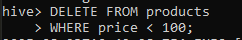 hive> DELETE FROM products
    > WHERE price < 100;